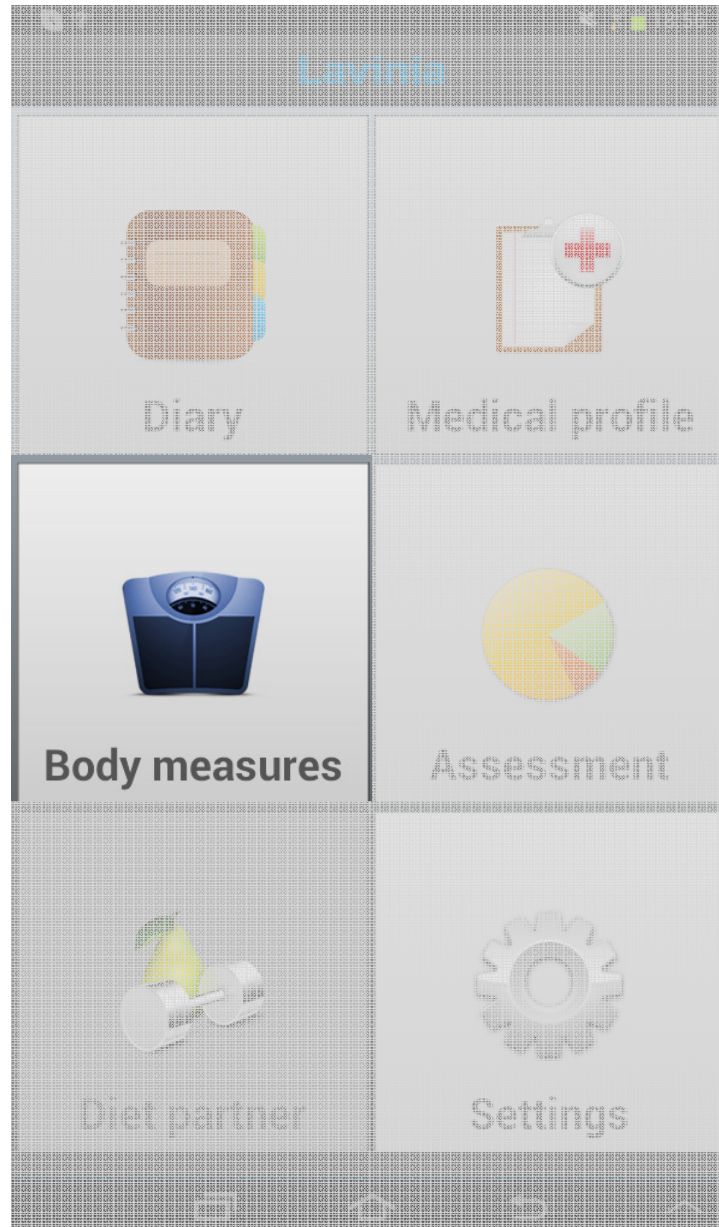 Lavinia
Diary
Medical profile
Body measures
Assessment
Diet partner
Settings